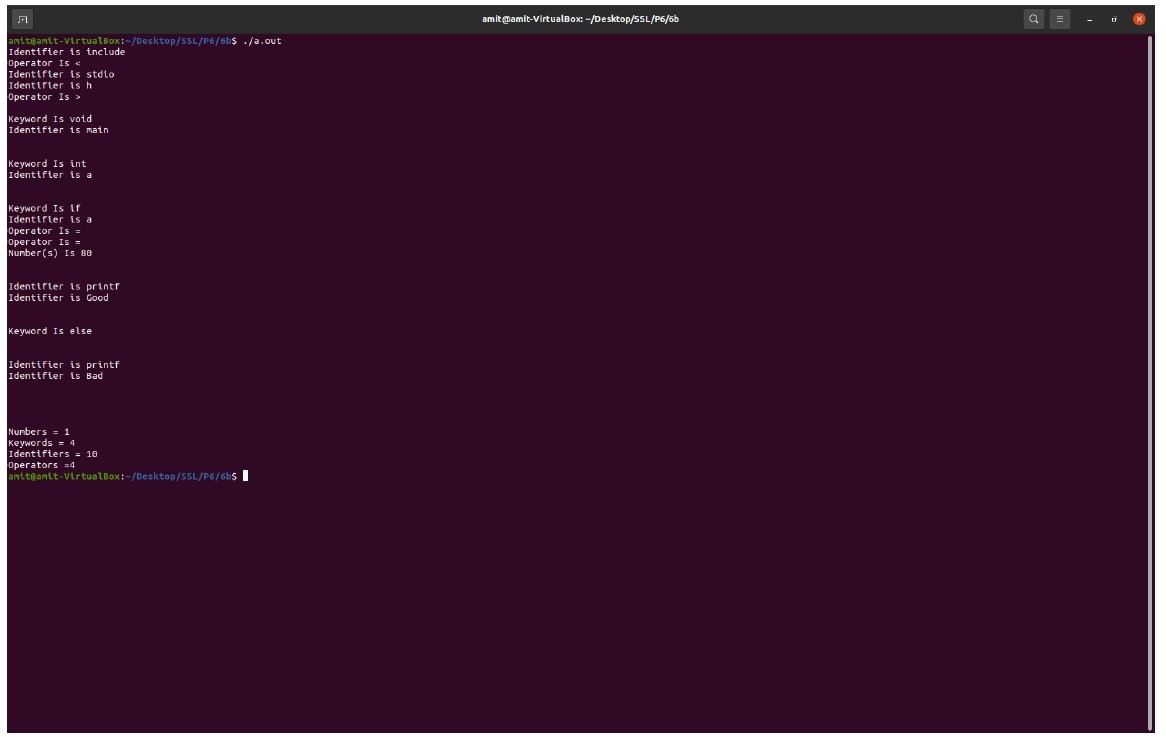 amit@amit-VirtualBox: ~/Desktop/SSL/P6/6b
amit@amit-VirtualBox:~/Desktop/SSL/P6/6b$ ./a.out
Identifier is include
Operator Is <
Identifier is stdio
Identifier is h
Operator Is >
Keyword Is void
Identifier is main
Keyword Is int
Identifier is a
Keyword Is if
Identifier is a
Operator Is =
Operator Is =
Number(s) Is 80
Identifier is printf
Identifier is Good
Keyword Is else
Identifier is printf
Identifier is Bad
Numbers = 1
Keywords = 4
Identifiers = 10
Operators =4
amit@amit-VirtualBox:~/Desktop/SSL/P6/6b$